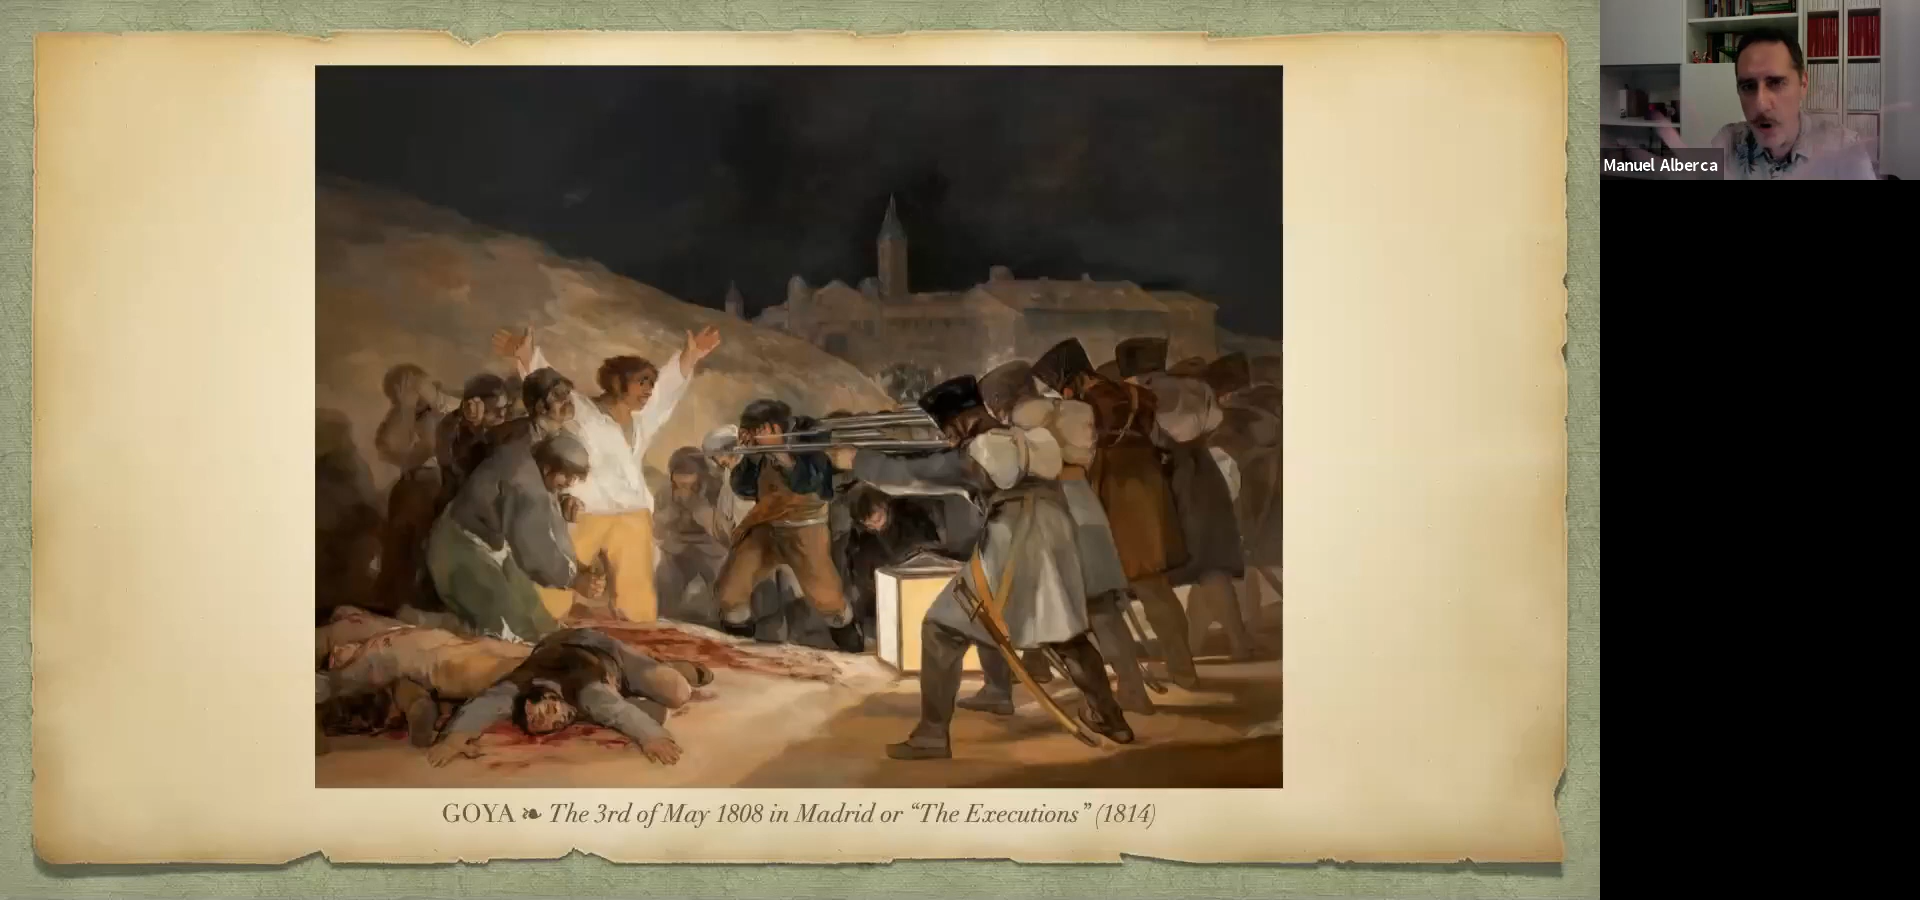 GOYA ❧ The 3rd of May 1808 in Madrid or “The Executions” (1814)
Manuel Alberca